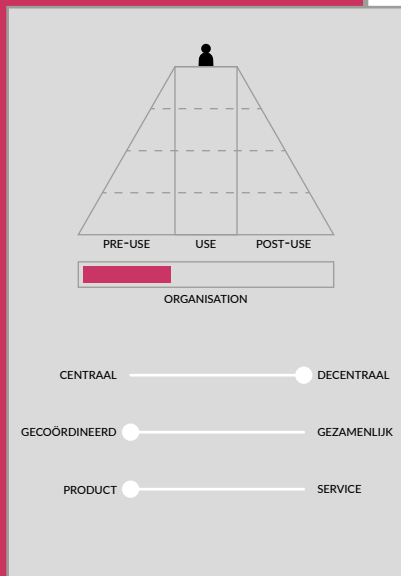 PRE-USE USE POST-USE
ORGANISATION
CENTRAAL DECENTRAAL
GECOÖRDINEERD GEZAMENLIJK
PRODUCT SERVICE